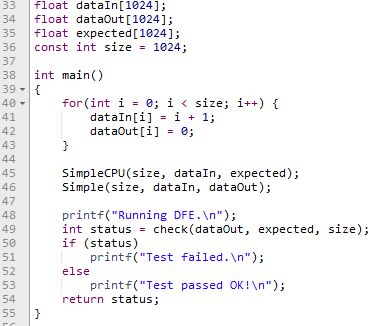 33 float dataIn[1024];
34 float dataOut[1024];
35 float expected[1024];
36 const int size = 1024;
37
38 int main()
39 {
40 for(int i = 0; i < size; i++) {
41 dataIn[i] = i + 1;
42 dataOut[i] = 0;
43 }
44
45 SimpleCPU(size, dataIn, expected);
46 Simple(size, dataIn, dataOut);
47
48 printf("Running DFE.\n");
49 int status = check(dataOut, expected, size);
50 if (status)
51 printf("Test failed.\n");
52 else
53 printf("Test passed OK!\n");
54 return status;
55 }